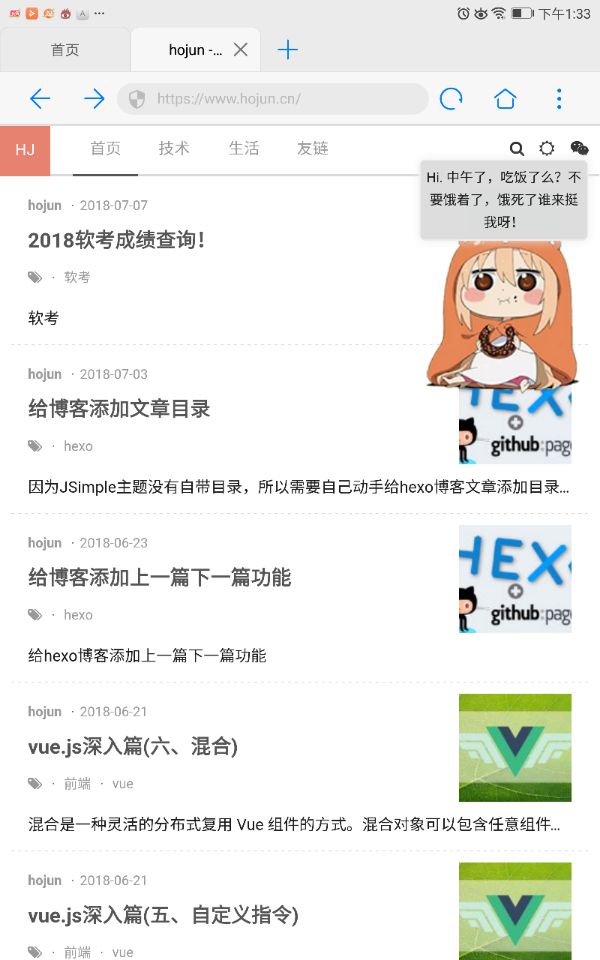 下午1:33
首页
hojun -...
https://www.hojun.cn/
HJ
首页
技术
生活
友链
Hi. 中午了，吃饭了么？不
要饿着了，饿死了谁来挺
我呀！
hojun · 2018-07-07
2018软考成绩查询！
· 软考
软考
hojun · 2018-07-03
给博客添加文章目录
· hexo
因为JSimple主题没有自带目录，所以需要自己动手给hexo博客文章添加目录...
HEXO
github:page
hojun · 2018-06-23
给博客添加上一篇下一篇功能
· hexo
给hexo博客添加上一篇下一篇功能
HEXO
github:page
hojun · 2018-06-21
vue.js深入篇(六、混合)
· 前端 · vue
混合是一种灵活的分布式复用 Vue 组件的方式。混合对象可以包含任意组件...
hojun · 2018-06-21
vue.js深入篇(五、自定义指令)
· 前端 · vue